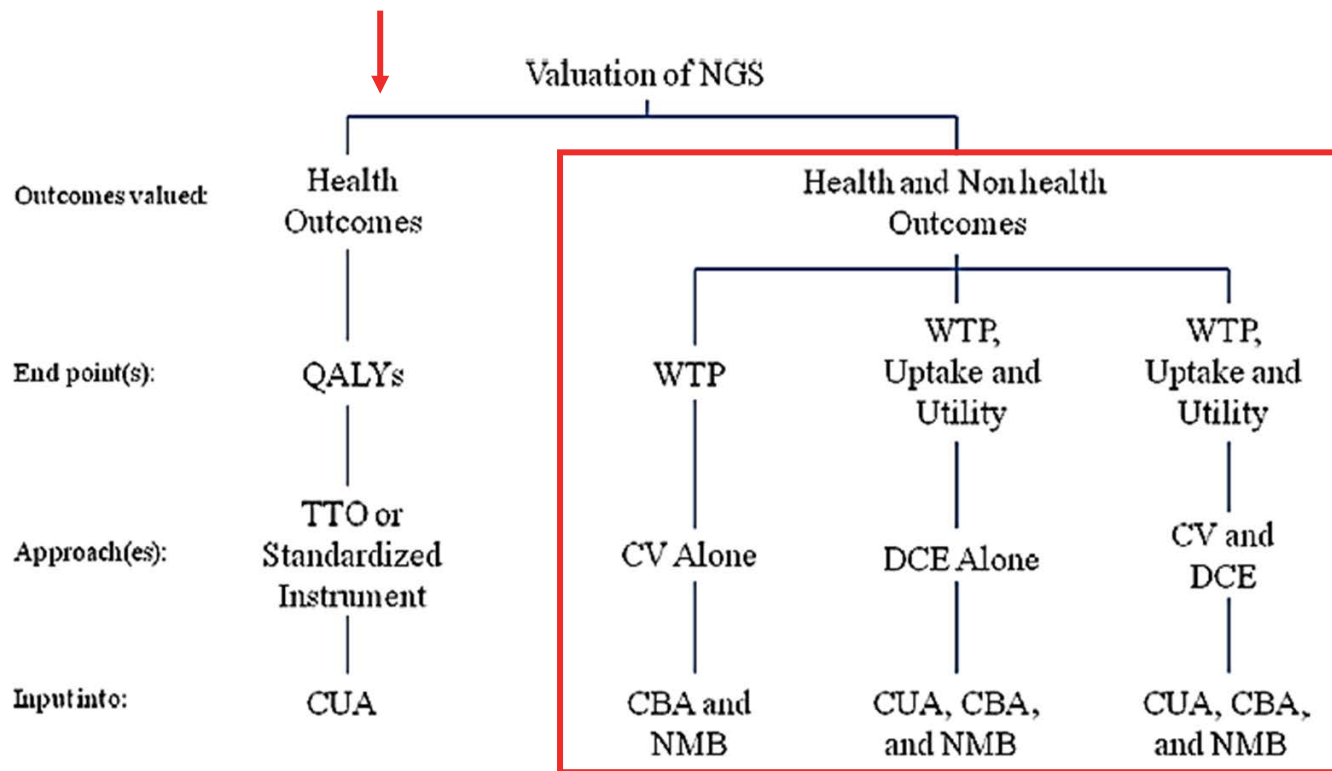 Valuation of NGS
Outcomes valued:
Health
Outcomes
Health and Nonhealth
Outcomes
End point(s):
QALYs
WTP
WTP,
Uptake and
Utility
WTP,
Uptake and
Utility
Approach(es):
TTO or
Standardized
Instrument
CV Alone
DCE Alone
CV and
DCE
Input into:
CUA
CBA and
NMB
CUA, CBA,
and NMB
CUA, CBA,
and NMB